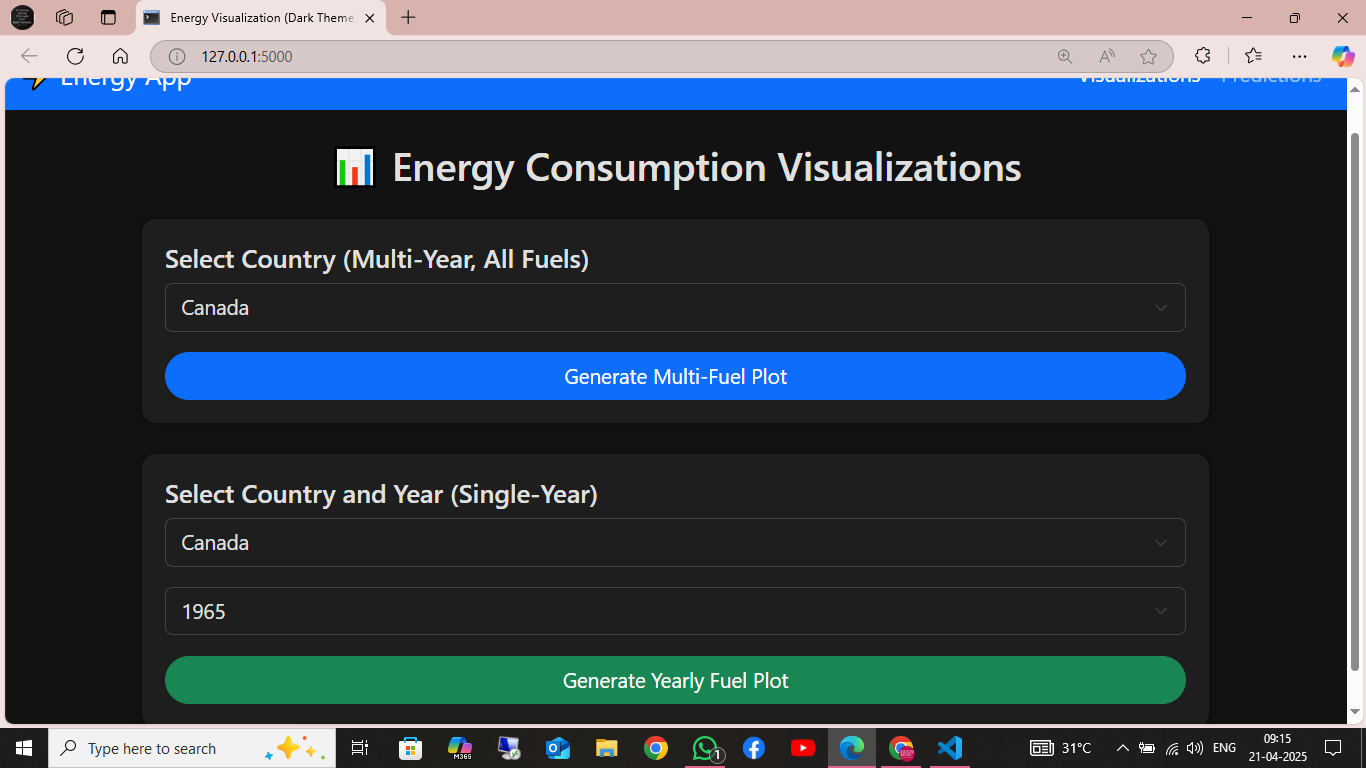 Energy Visualization (Dark Theme
127.0.0.1:5000
Energy App
Visualizations Predictions
Energy Consumption Visualizations
Select Country (Multi-Year, All Fuels)
Canada
Generate Multi-Fuel Plot
Select Country and Year (Single-Year)
Canada
1965
Generate Yearly Fuel Plot
Type here to search
M365
1
31°C
ENG
09:15
21-04-2025